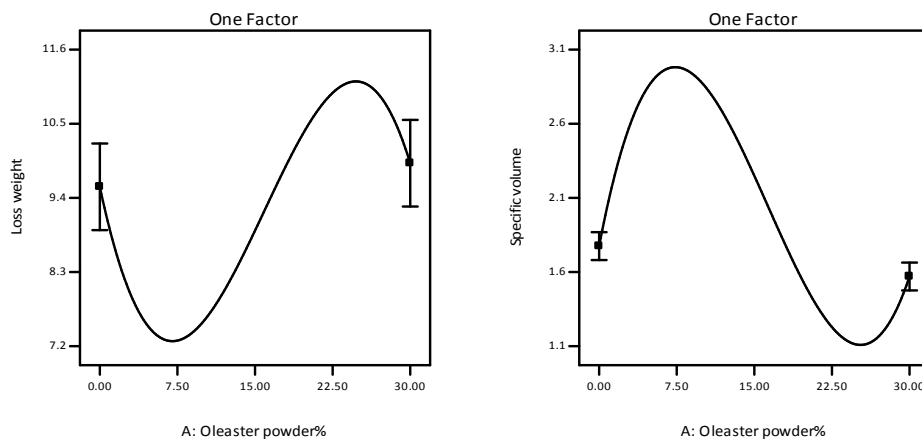 One Factor
11.6
10.5
9.4
8.3
7.2
Loss weight
0.00 7.50 15.00 22.50 30.00
A: Oleaster powder%
One Factor
3.1
2.6
2.1
1.6
1.1
Specific volume
0.00 7.50 15.00 22.50 30.00
A: Oleaster powder%